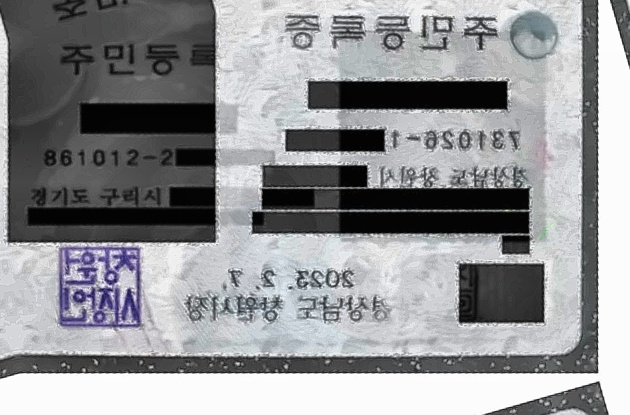 주민등록
861012-2
경기도 구리시
주민등록증
731026-1
경상남도 창원시
2023. 2. 7.
경상남도 창원시장
창원
시장인